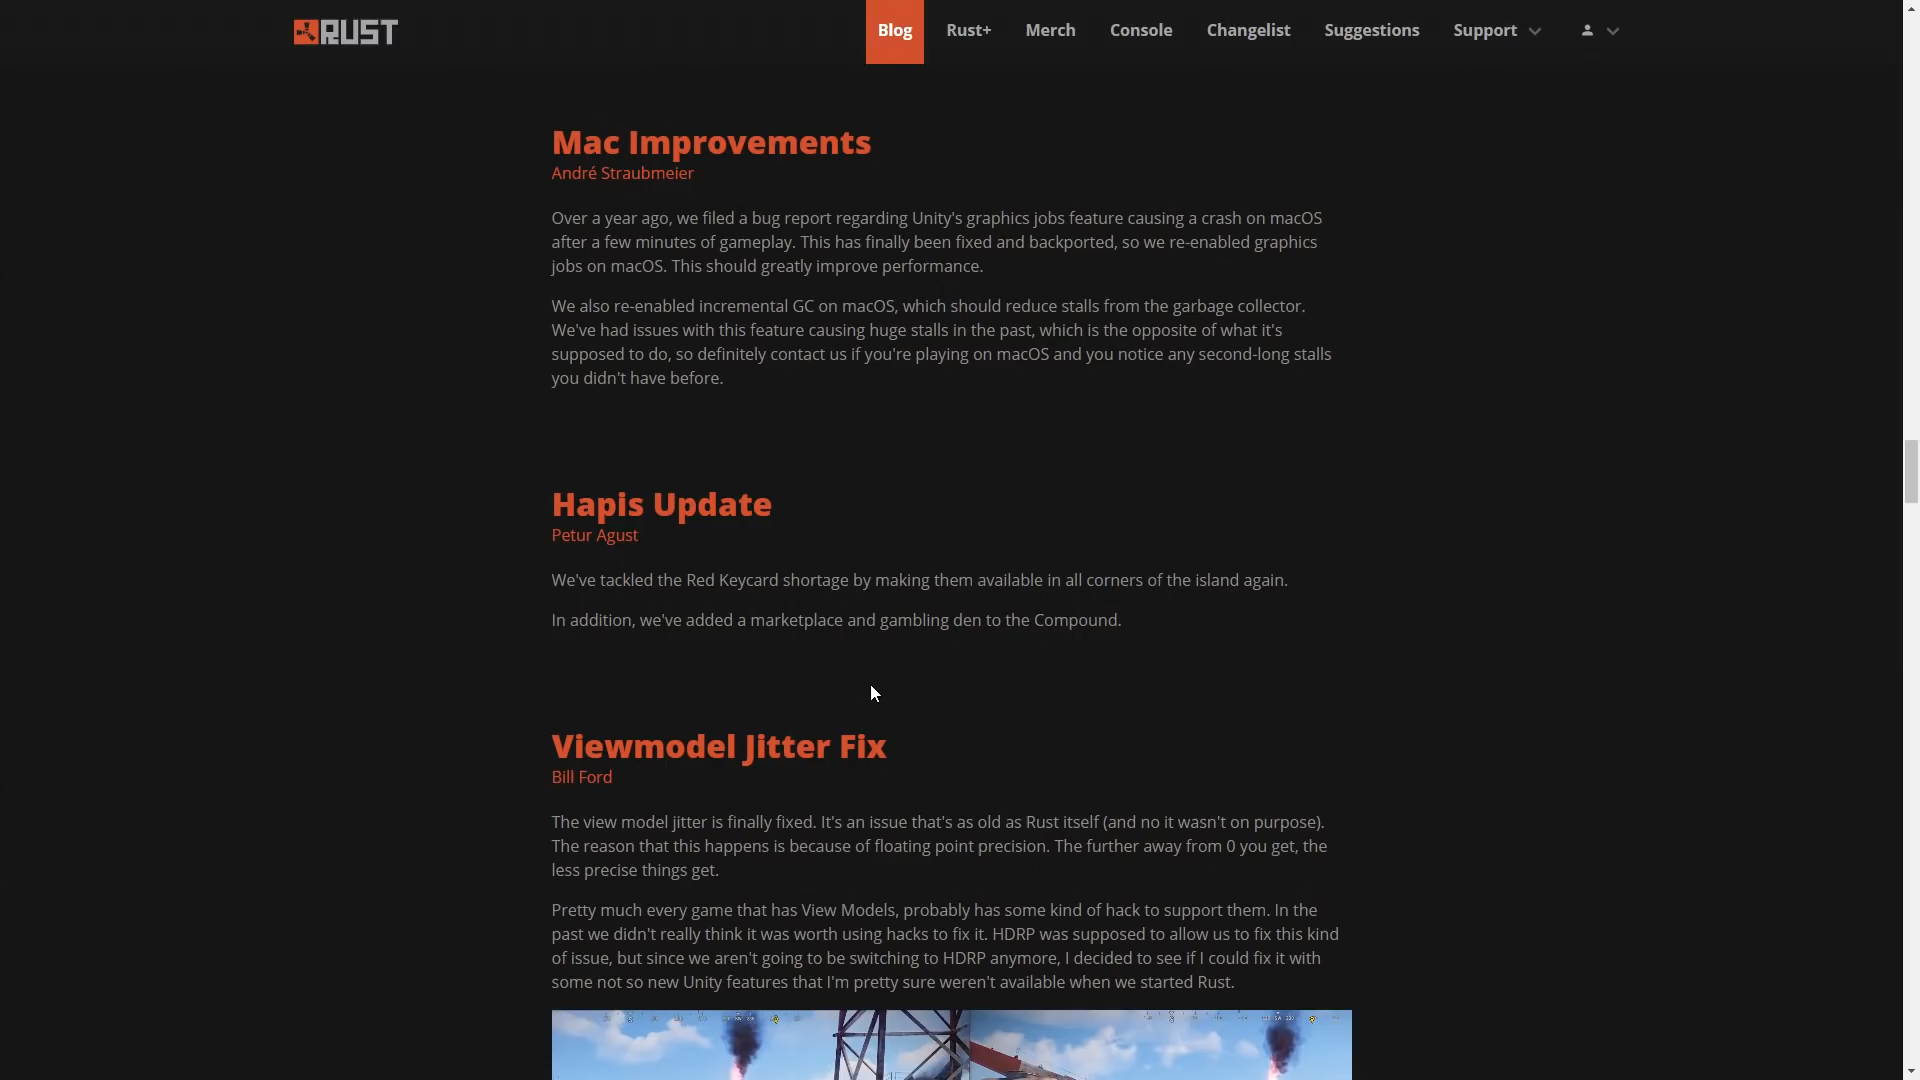 RUST
Blog Rust+ Merch Console Changelist Suggestions Support
Mac Improvements
André Straubmeier
Over a year ago, we filed a bug report regarding Unity's graphics jobs feature causing a crash on macOS
after a few minutes of gameplay. This has finally been fixed and backported, so we re-enabled graphics
jobs on macOS. This should greatly improve performance.
We also re-enabled incremental GC on macOS, which should reduce stalls from the garbage collector.
We've had issues with this feature causing huge stalls in the past, which is the opposite of what it's
supposed to do, so definitely contact us if you're playing on macOS and you notice any second-long stalls
you didn't have before.
Hapis Update
Petur Agust
We've tackled the Red Keycard shortage by making them available in all corners of the island again.
In addition, we've added a marketplace and gambling den to the Compound.
Viewmodel Jitter Fix
Bill Ford
The view model jitter is finally fixed. It's an issue that's as old as Rust itself (and no it wasn't on purpose).
The reason that this happens is because of floating point precision. The further away from 0 you get, the
less precise things get.
Pretty much every game that has View Models, probably has some kind of hack to support them. In the
past we didn't really think it was worth using hacks to fix it. HDRP was supposed to allow us to fix this kind
of issue, but since we aren't going to be switching to HDRP anymore, I decided to see if I could fix it with
some not so new Unity features that I'm pretty sure weren't available when we started Rust.